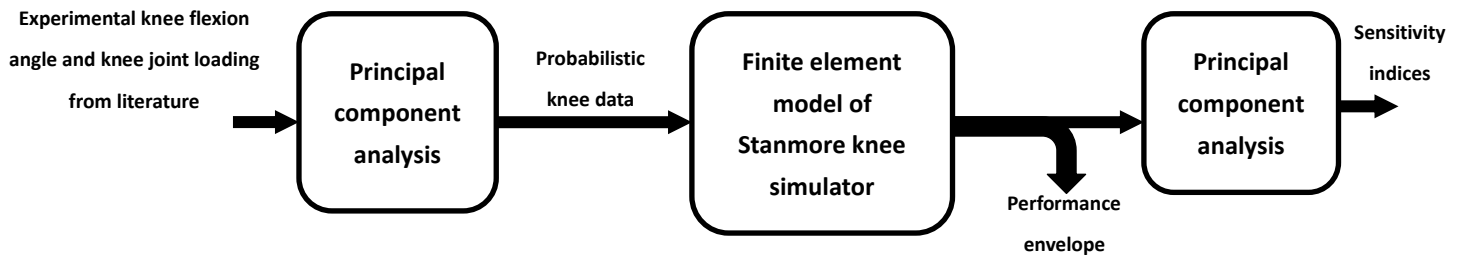 Experimental knee flexion
angle and knee joint loading
from literature
Principal
component
analysis
Probabilistic
knee data
Finite element
model of
Stanmore knee
simulator
Performance
envelope
Principal
component
analysis
Sensitivity
indices